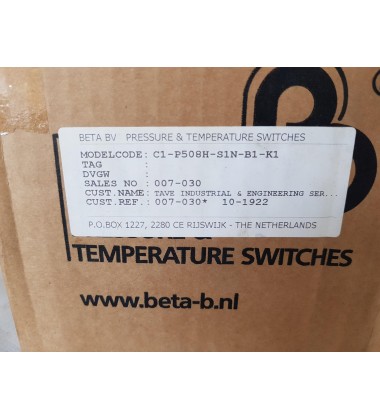 BETA BV PRESSURE & TEMPERATURE SWITCHES
MODELCODE: C1-P508H-S1N-B1-K1
TAG :
DVGW :
SALES NO : 007-030
CUST.NAME: TAVE INDUSTRIAL & ENGINEERING SER...
CUST.REF.: 007-030* 10-1922
P.O.BOX 1227, 2280 CE RIJSWIJK - THE NETHERLANDS
&
TEMPERATURE SWITCHES
www.beta-b.nl